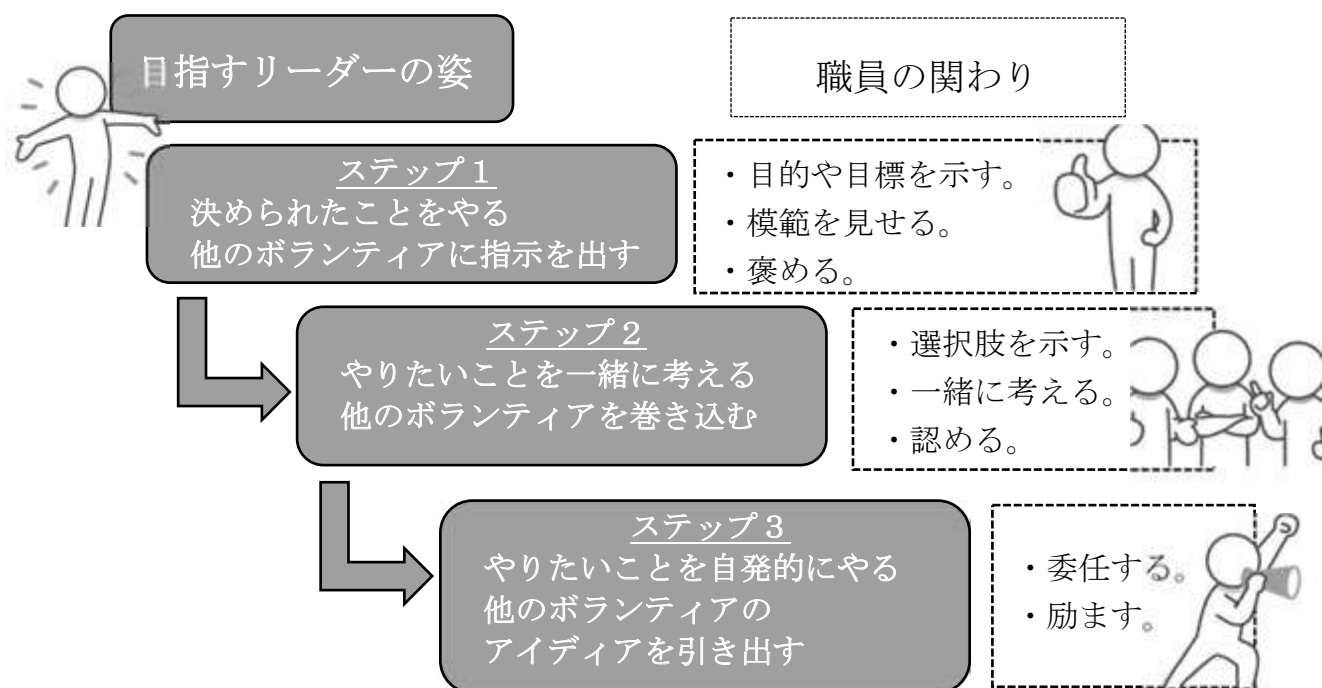 目指すリーダーの姿
職員の関わり
ステップ１
決められたことをやる
他のボランティアに指示を出す
・目的や目標を示す。
・模範を見せる。
・褒める。
ステップ２
やりたいことを一緒に考える
他のボランティアを巻き込む
・選択肢を示す。
・一緒に考える。
・認める。
ステップ３
やりたいことを自発的にやる
他のボランティアの
アイディアを引き出す
・委任する。
・励ます。